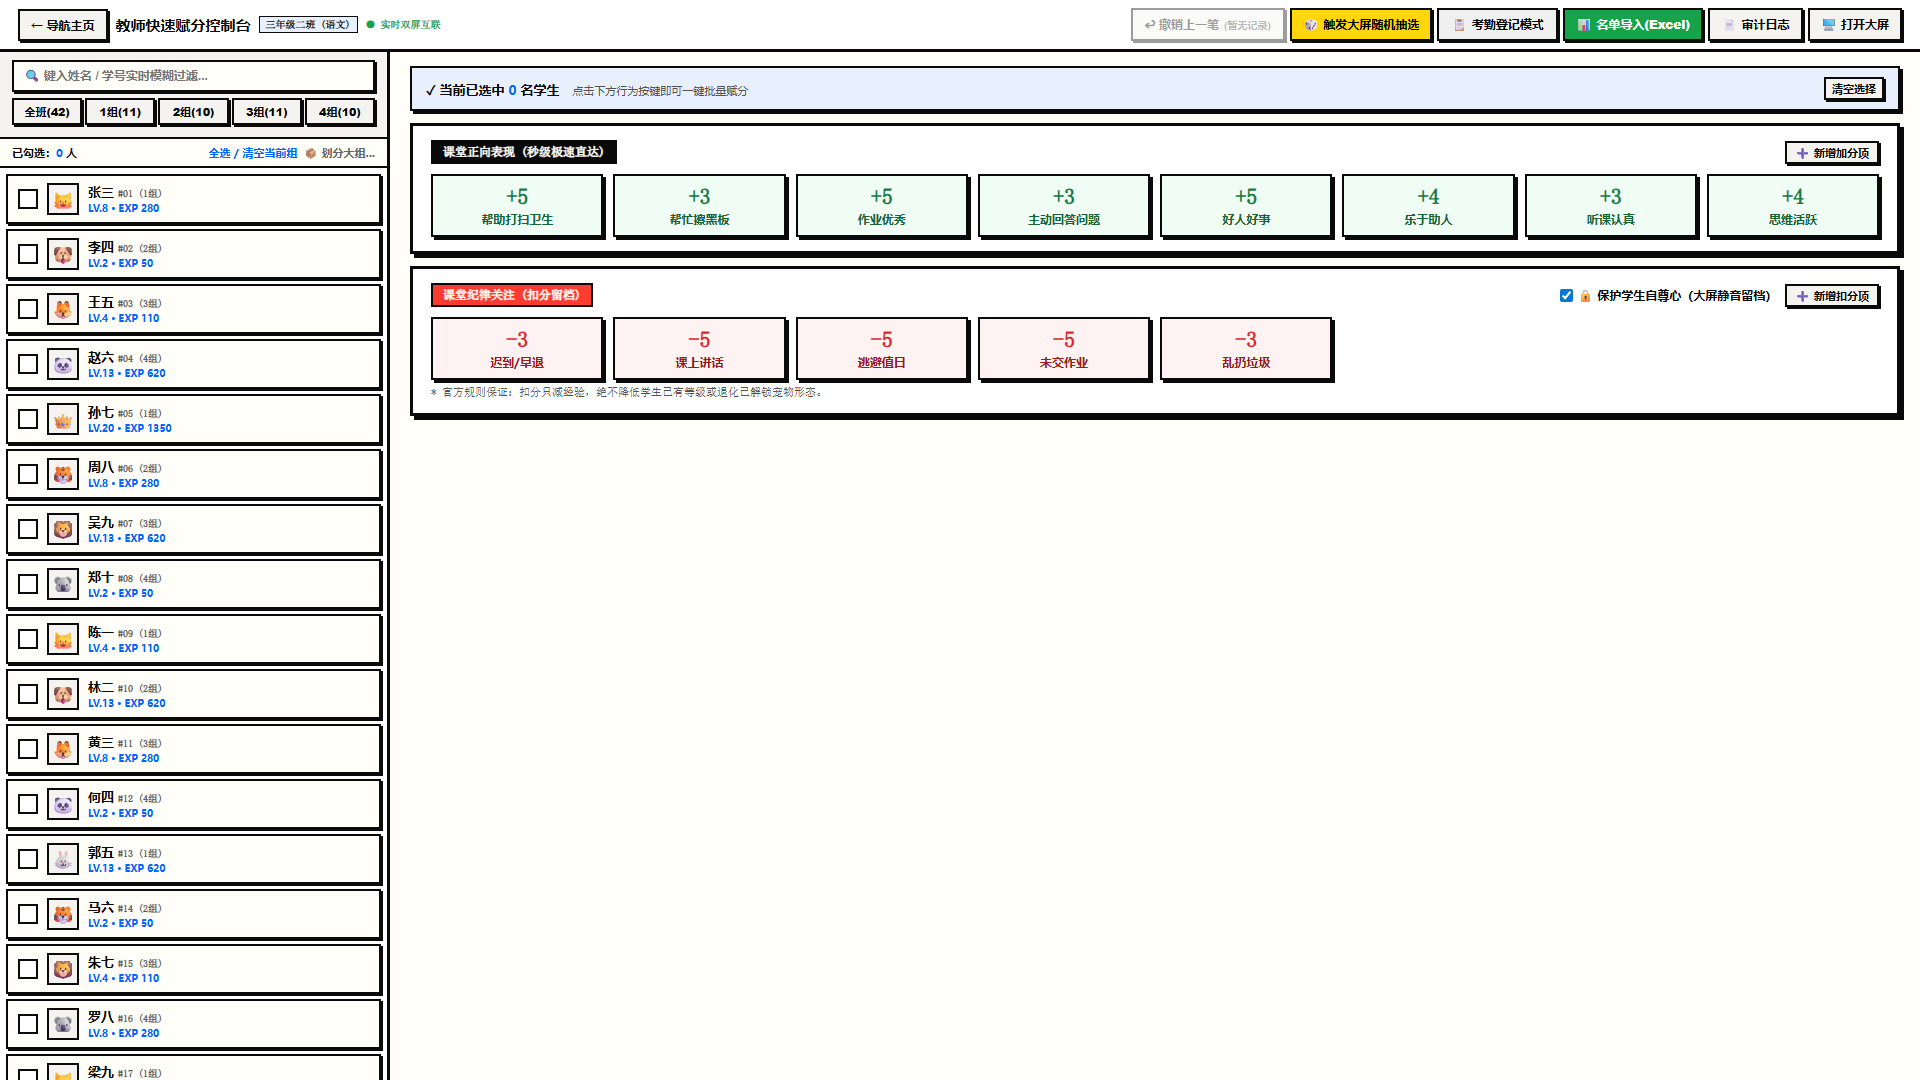 ← 导航主页
教师快速赋分控制台
三年级二班（语文）
● 实时双屏互联
撤销上一笔 (暂无记录)
触发大屏随机抽选
考勤登记模式
名单导入(Excel)
审计日志
打开大屏
键入姓名 / 学号实时模糊过滤...
全班(42)
1组(11)
2组(10)
3组(11)
4组(10)
已勾选：0 人
全选 / 清空当前组
划分大组...
张三 #01（1组）
LV.8 • EXP 280
李四 #02（2组）
LV.2 • EXP 50
王五 #03（3组）
LV.4 • EXP 110
赵六 #04（4组）
LV.13 • EXP 620
孙七 #05（1组）
LV.20 • EXP 1350
周八 #06（2组）
LV.8 • EXP 280
吴九 #07（3组）
LV.13 • EXP 620
郑十 #08（4组）
LV.2 • EXP 50
陈一 #09（1组）
LV.4 • EXP 110
林二 #10（2组）
LV.13 • EXP 620
黄三 #11（3组）
LV.8 • EXP 280
何四 #12（4组）
LV.2 • EXP 50
郭五 #13（1组）
LV.13 • EXP 620
马六 #14（2组）
LV.2 • EXP 50
朱七 #15（3组）
LV.4 • EXP 110
罗八 #16（4组）
LV.8 • EXP 280
梁九 #17（1组）
✓ 当前已选中 0 名学生
点击下方行为按键即可一键批量赋分
清空选择
课堂正向表现（秒级极速直达）
新增加分项
+5
帮助打扫卫生
+3
帮忙擦黑板
+5
作业优秀
+3
主动回答问题
+5
好人好事
+4
乐于助人
+3
听课认真
+4
思维活跃
课堂纪律关注（扣分留档）
保护学生自尊心（大屏静音留档）
新增扣分项
−3
迟到/早退
−5
课上讲话
−5
逃避值日
−5
未交作业
−3
乱扔垃圾
* 官方规则保证：扣分只减经验，绝不降低学生已有等级或退化已解锁宠物形态。